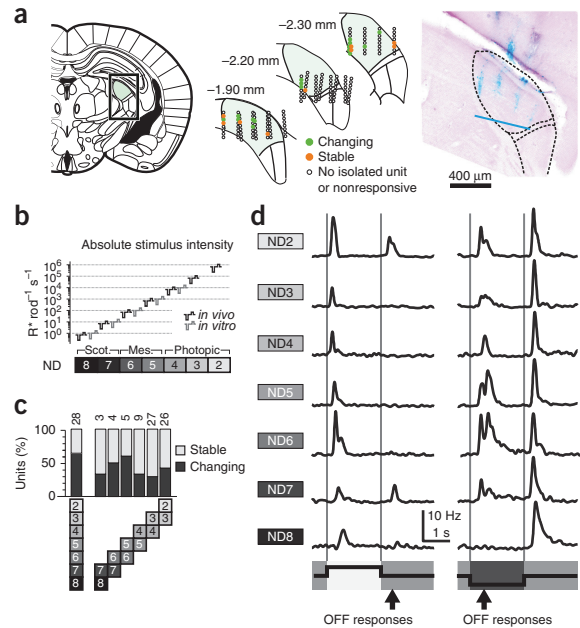 a
−2.30 mm
−2.20 mm
−1.90 mm
Changing
Stable
No isolated unit
or nonresponsive
400 μm
b
Absolute stimulus intensity
R* rod⁻¹ s⁻¹
10⁶
10⁵
10⁴
10³
10²
10¹
10⁰
in vivo
in vitro
Scot. Mes. Photopic
ND 8 7 6 5 4 3 2
c
28 3 4 5 9 27 26
Units (%)
100
50
0
Stable
Changing
2 2
3 3 3
4 4 4
5 5 5
6 6 6
7 7 7
8 8
d
ND2
ND3
ND4
ND5
ND6
ND7
ND8
10 Hz
1 s
OFF responses OFF responses